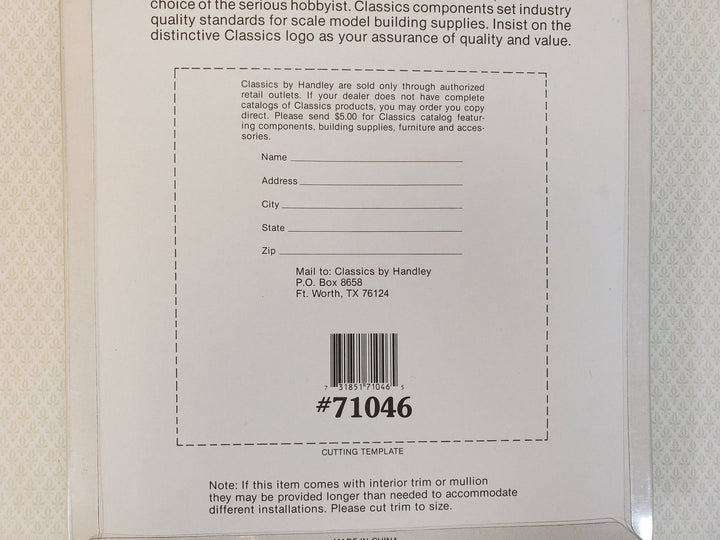 choice of the serious hobbyist. Classics components set industry
quality standards for scale model building supplies. Insist on the
distinctive Classics logo as your assurance of quality and value.
Classics by Handley are sold only through authorized
retail outlets. If your dealer does not have complete
catalogs of Classics products, you may order you copy
direct. Please send $5.00 for Classics catalog featur-
ing components, building supplies, furniture and acces-
sories.
Name
Address
City
State
Zip
Mail to: Classics by Handley
P.O. Box 8658
Ft. Worth, TX 76124
7 31851 71046 5
#71046
CUTTING TEMPLATE
Note: If this item comes with interior trim or mullion
they may be provided longer than needed to accommodate
different installations. Please cut trim to size.
MADE IN CHINA